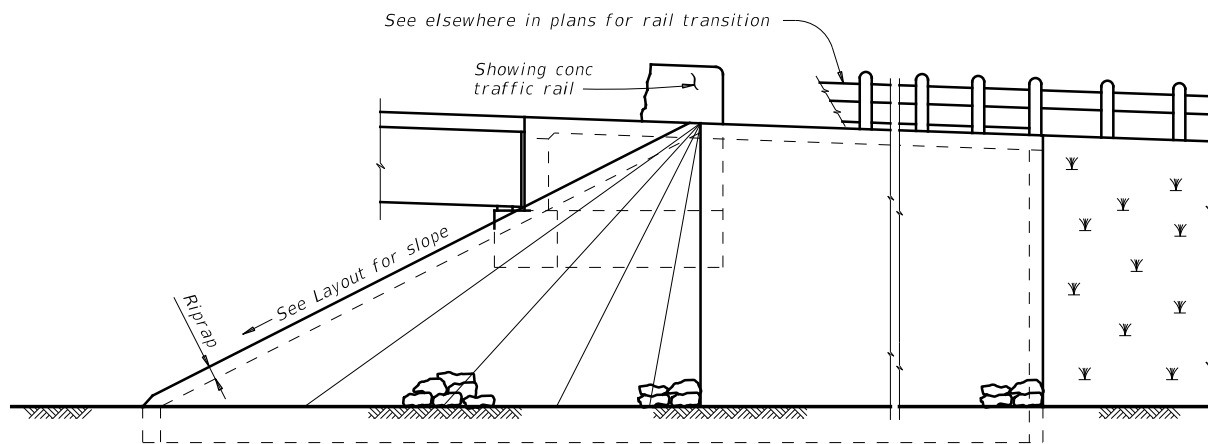 See elsewhere in plans for rail transition
Showing conc
traffic rail
See Layout for slope
Riprap